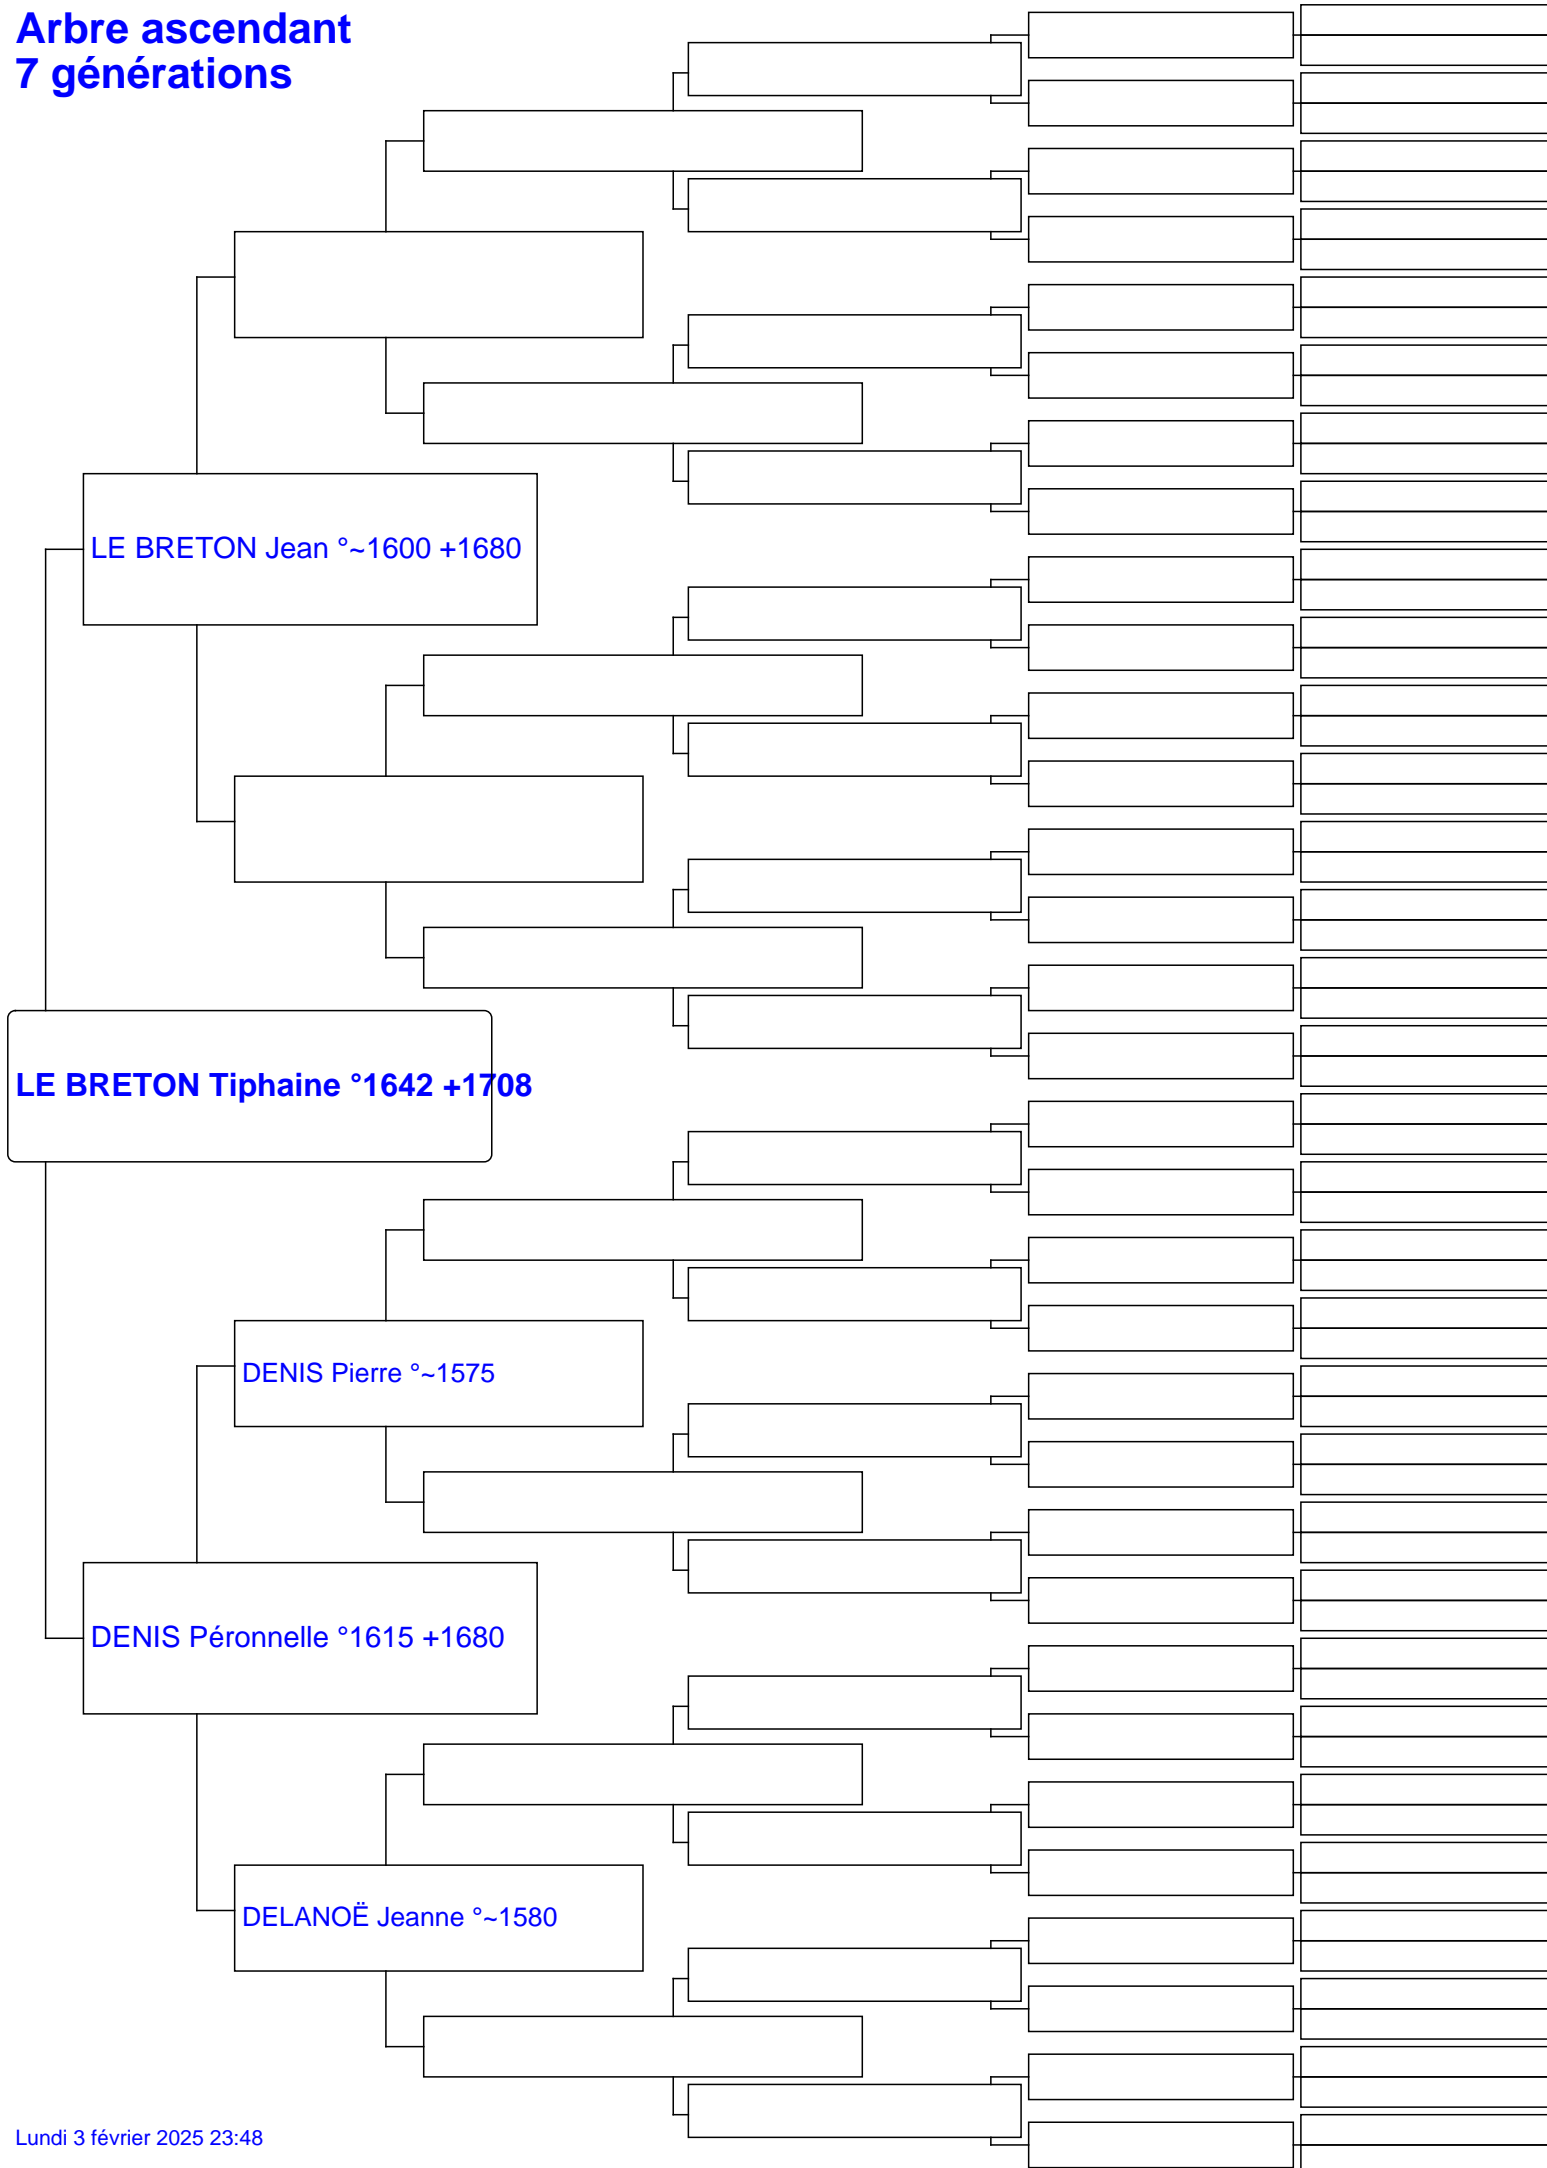 Arbre ascendant
7 générations
LE BRETON Jean °~1600 +1680
LE BRETON Tiphaine °1642 +1708
DENIS Pierre °~1575
DENIS Péronnelle °1615 +1680
DELANOË Jeanne °~1580
Lundi 3 février 2025 23:48